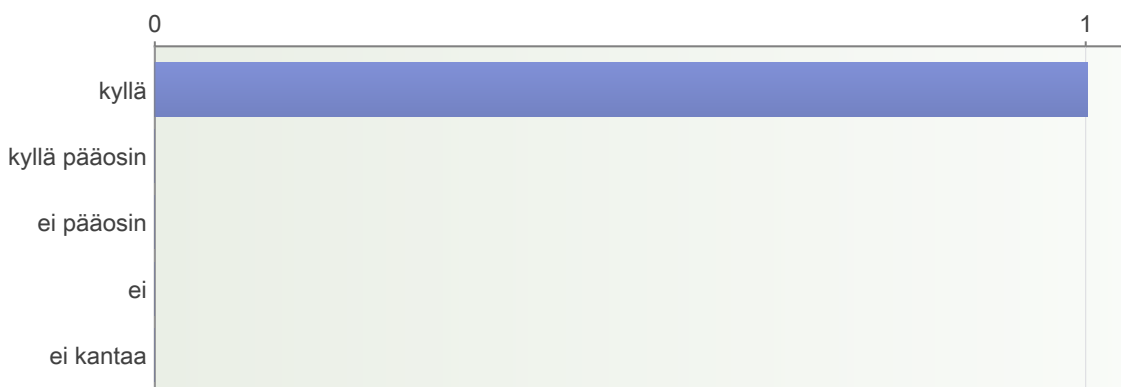 0 1
kyllä
kyllä pääosin
ei pääosin
ei
ei kantaa